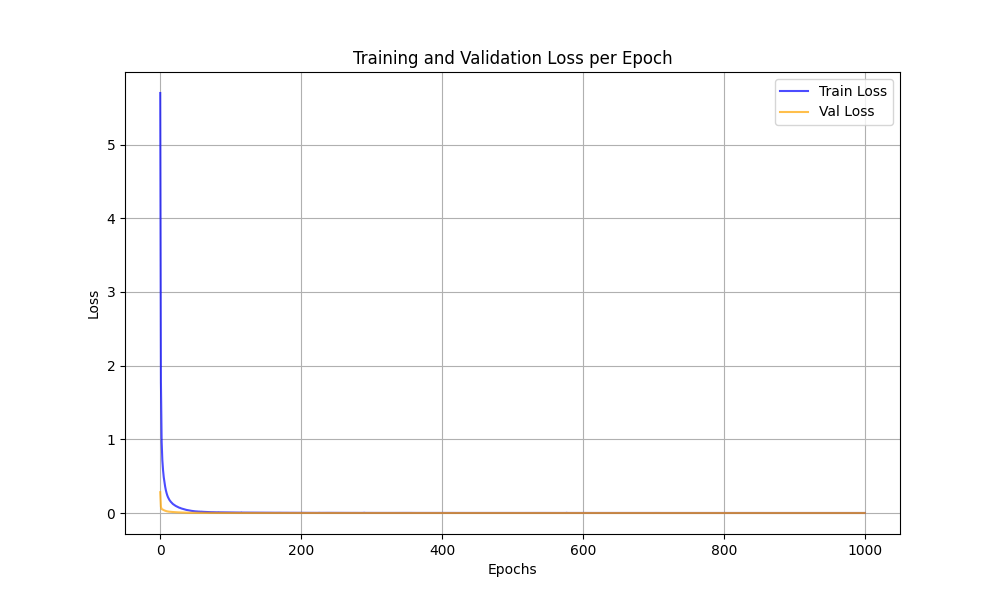 Training and Validation Loss per Epoch
Train Loss
Val Loss
Loss
5
4
3
2
1
0
0 200 400 600 800 1000
Epochs